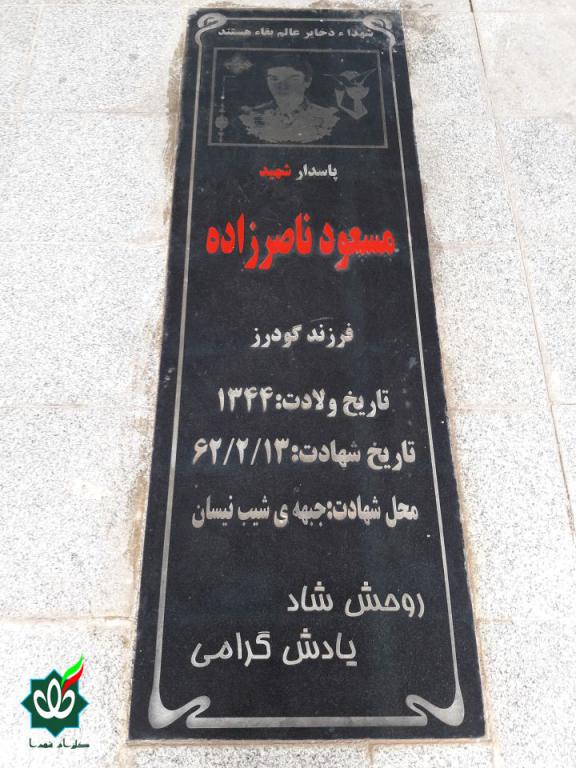 شهداء ذخایر عالم بقاء هستند
پاسدار شهید
مسعود ناصرزاده
فرزند گودرز
تاریخ ولادت:۱۳۴۴
تاریخ شهادت:۶۲/۲/۱۳
محل شهادت:جبهه ی شیب نیسان
روحش شاد
یادش گرامی